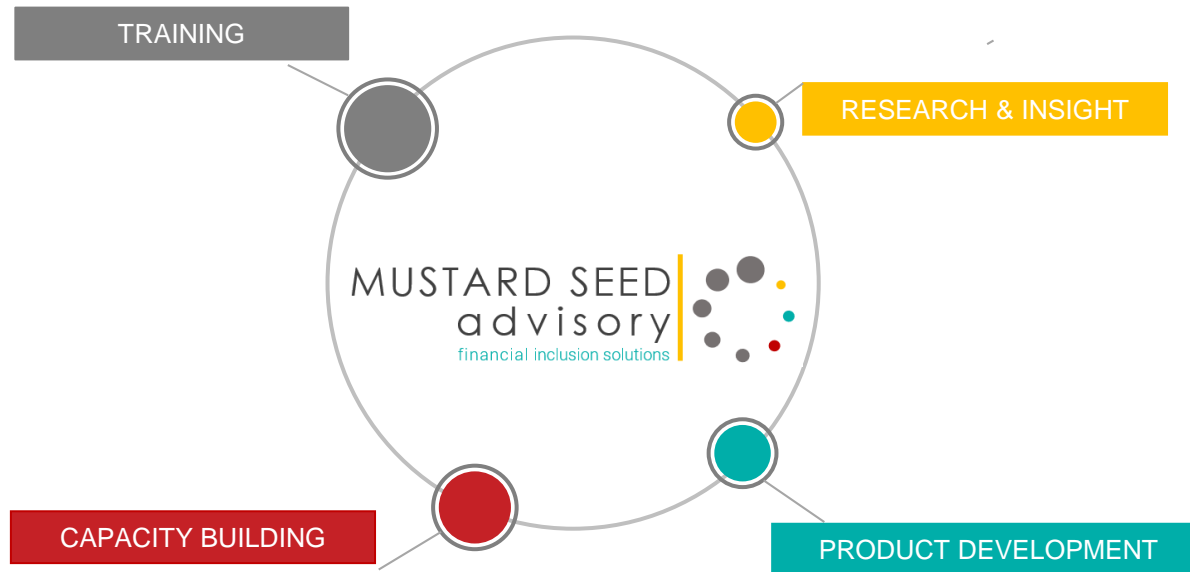 TRAINING
RESEARCH & INSIGHT
MUSTARD SEED
advisory
financial inclusion solutions
CAPACITY BUILDING
PRODUCT DEVELOPMENT